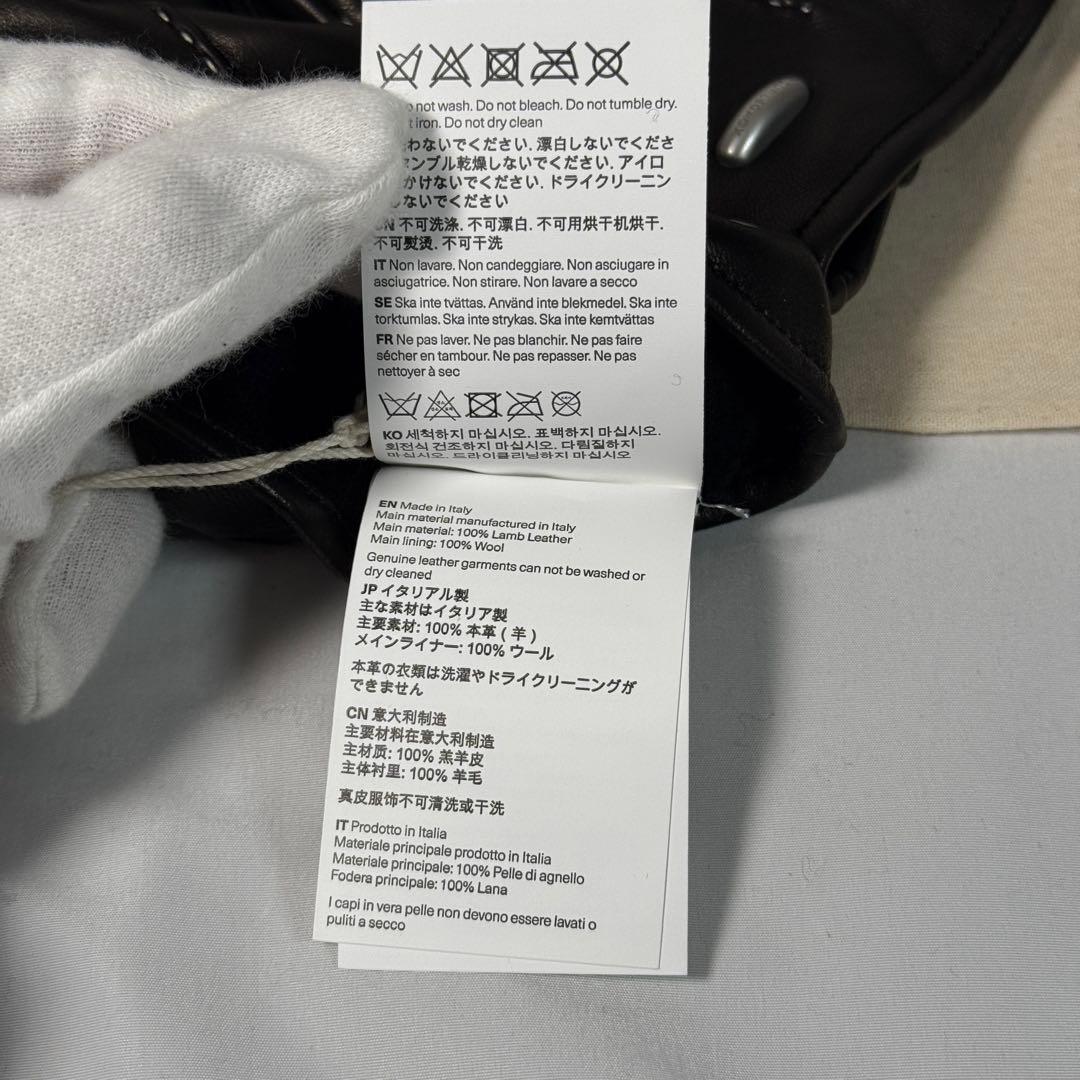 not wash. Do not bleach. Do not tumble dry.
iron. Do not dry clean
わないでください. 漂白しないでくださ
ンブル乾燥しないでください. アイロ
かけないでください. ドライクリーニン
しないでください
CN 不可洗涤. 不可漂白. 不可用烘干机烘干.
不可熨烫. 不可干洗
IT Non lavare. Non candeggiare. Non asciugare in
asciugatrice. Non stirare. Non lavare a secco
SE Ska inte tvättas. Använd inte blekmedel. Ska inte
torktumlas. Ska inte strykas. Ska inte kemtvättas
FR Ne pas laver. Ne pas blanchir. Ne pas faire
sécher en tambour. Ne pas repasser. Ne pas
nettoyer à sec
KO 세척하지 마십시오. 표백하지 마십시오.
회전식 건조하지 마십시오. 다림질하지
마십시오. 드라이클리닝하지 마십시오
EN Made in Italy
Main material manufactured in Italy
Main material: 100% Lamb Leather
Main lining: 100% Wool
Genuine leather garments can not be washed or
dry cleaned
JP イタリアル製
主な素材はイタリア製
主要素材: 100% 本革 ( 羊 )
メインライナー: 100% ウール
本革の衣類は洗濯やドライクリーニングが
できません
CN 意大利制造
主要材料在意大利制造
主材质: 100% 羔羊皮
主体衬里: 100% 羊毛
真皮服饰不可清洗或干洗
IT Prodotto in Italia
Materiale principale prodotto in Italia
Materiale principale: 100% Pelle di agnello
Fodera principale: 100% Lana
I capi in vera pelle non devono essere lavati o
puliti a secco